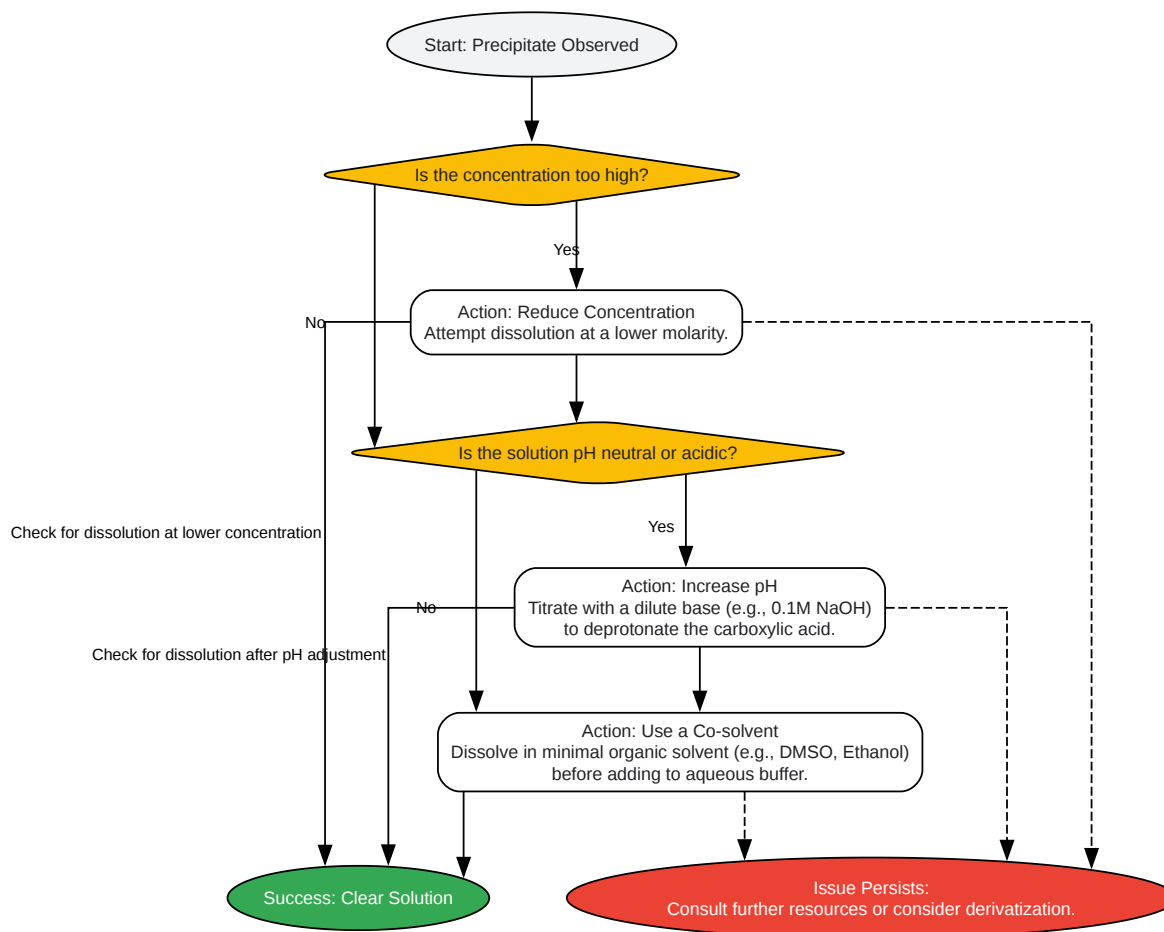 Start: Precipitate Observed
Is the concentration too high?
Yes
Action: Reduce Concentration
Attempt dissolution at a lower molarity.
No
Is the solution pH neutral or acidic?
Check for dissolution at lower concentration
Yes
Action: Increase pH
Titrate with a dilute base (e.g., 0.1M NaOH)
to deprotonate the carboxylic acid.
No
Check for dissolution after pH adjustment
Action: Use a Co-solvent
Dissolve in minimal organic solvent (e.g., DMSO, Ethanol)
before adding to aqueous buffer.
Success: Clear Solution
Issue Persists:
Consult further resources or consider derivatization.